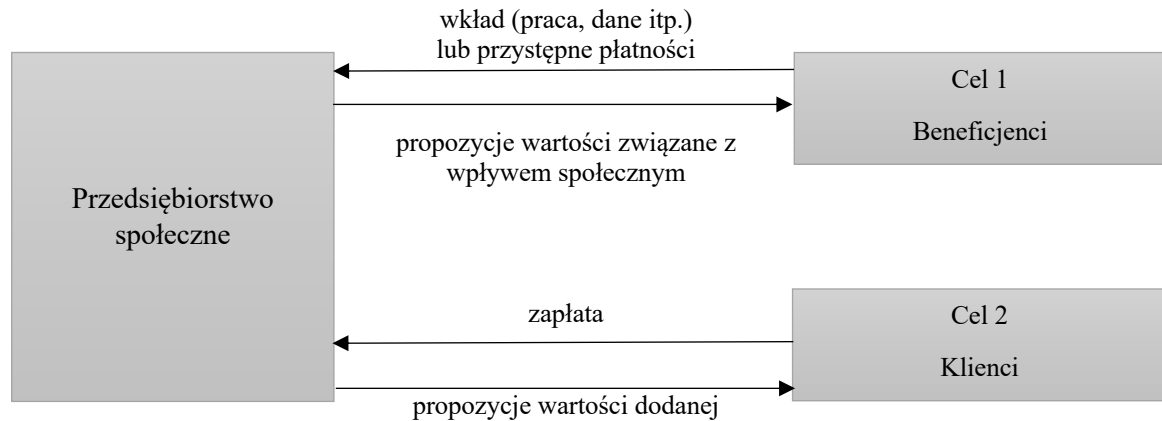 wkład (praca, dane itp.)
lub przystępne płatności
Cel 1
Beneficjenci
propozycje wartości związane z
wpływem społecznym
Przedsiębiorstwo
społeczne
zapłata
Cel 2
Klienci
propozycje wartości dodanej